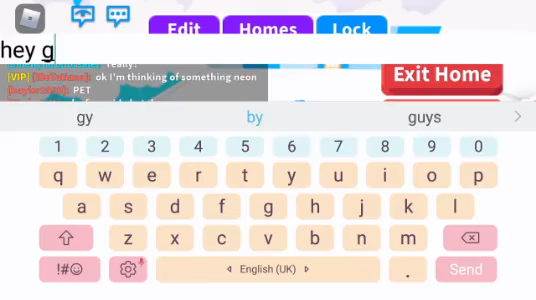 Edit Homes Lock
hey g
really?
[VIP] ok I'm thinking of something neon
PET
Exit Home
gy by guys
1 2 3 4 5 6 7 8 9 0
q w e r t y u i o p
a s d f g h j k l
z x c v b n m
!#☺ English (UK) . Send